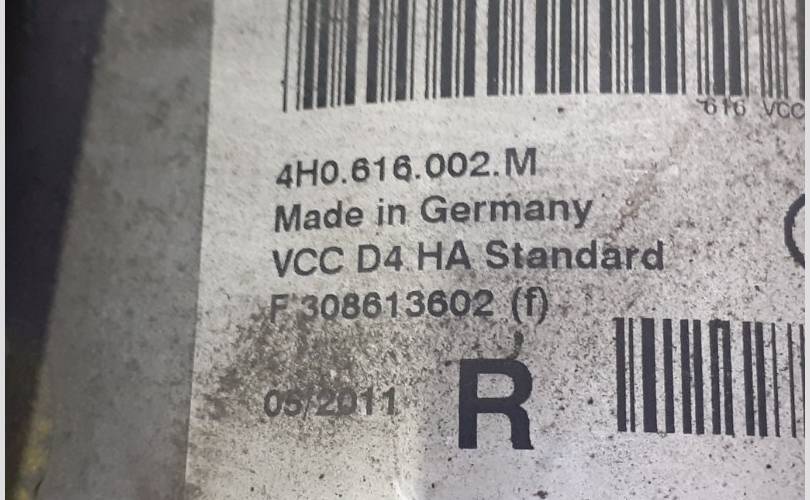 616 VCC
4H0.616.002.M
Made in Germany
VCC D4 HA Standard
F 308613602 (f)
05/2011
R